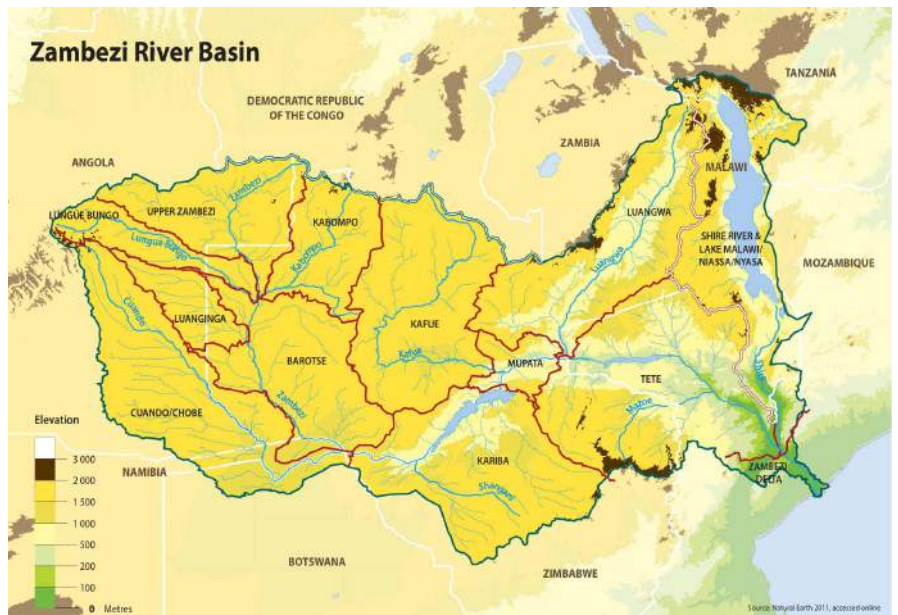 Zambezi River Basin
TANZANIA
DEMOCRATIC REPUBLIC
OF THE CONGO
ZAMBIA
ANGOLA
MALAWI
LUNGUE BUNGO
UPPER ZAMBEZI
Zambezi
KABOMPO
LUANGWA
Lungue Bungo
Kabompo
Luangwa
SHIRE RIVER &
LAKE MALAWI/
NIASSA/NYASA
MOZAMBIQUE
Cuando
LUANGINGA
KAFUE
BAROTSE
Kafue
MUPATA
Shire
TETE
Zambezi
Mazoe
CUANDO/CHOBE
Elevation
KARIBA
ZAMBEZI
DELTA
NAMIBIA
Shangani
3 000
2 000
1 500
1 000
500
200
100
0 Metres
BOTSWANA
ZIMBABWE
Source: Natural Earth 2011, accessed online